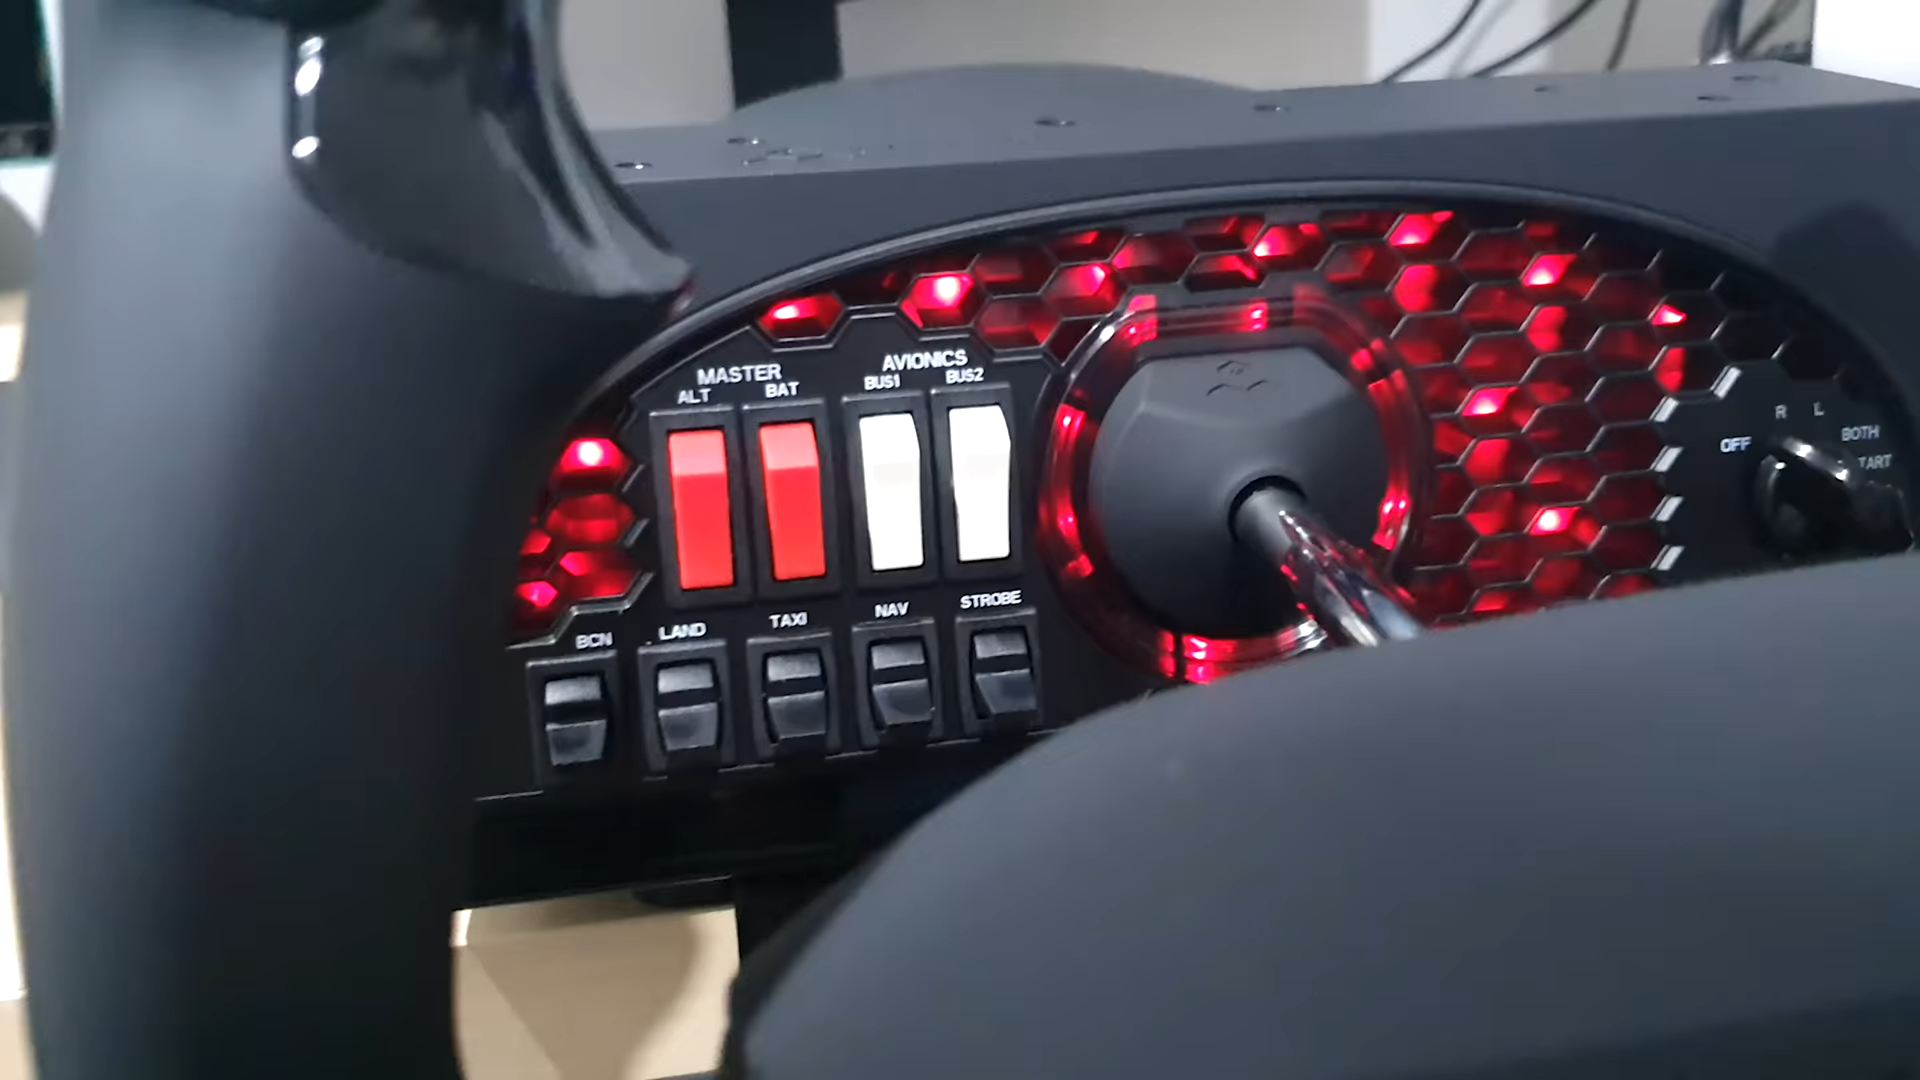 MASTER
ALT BAT
AVIONICS
BUS1 BUS2
BCN LAND TAXI NAV STROBE
OFF R L BOTH
TART